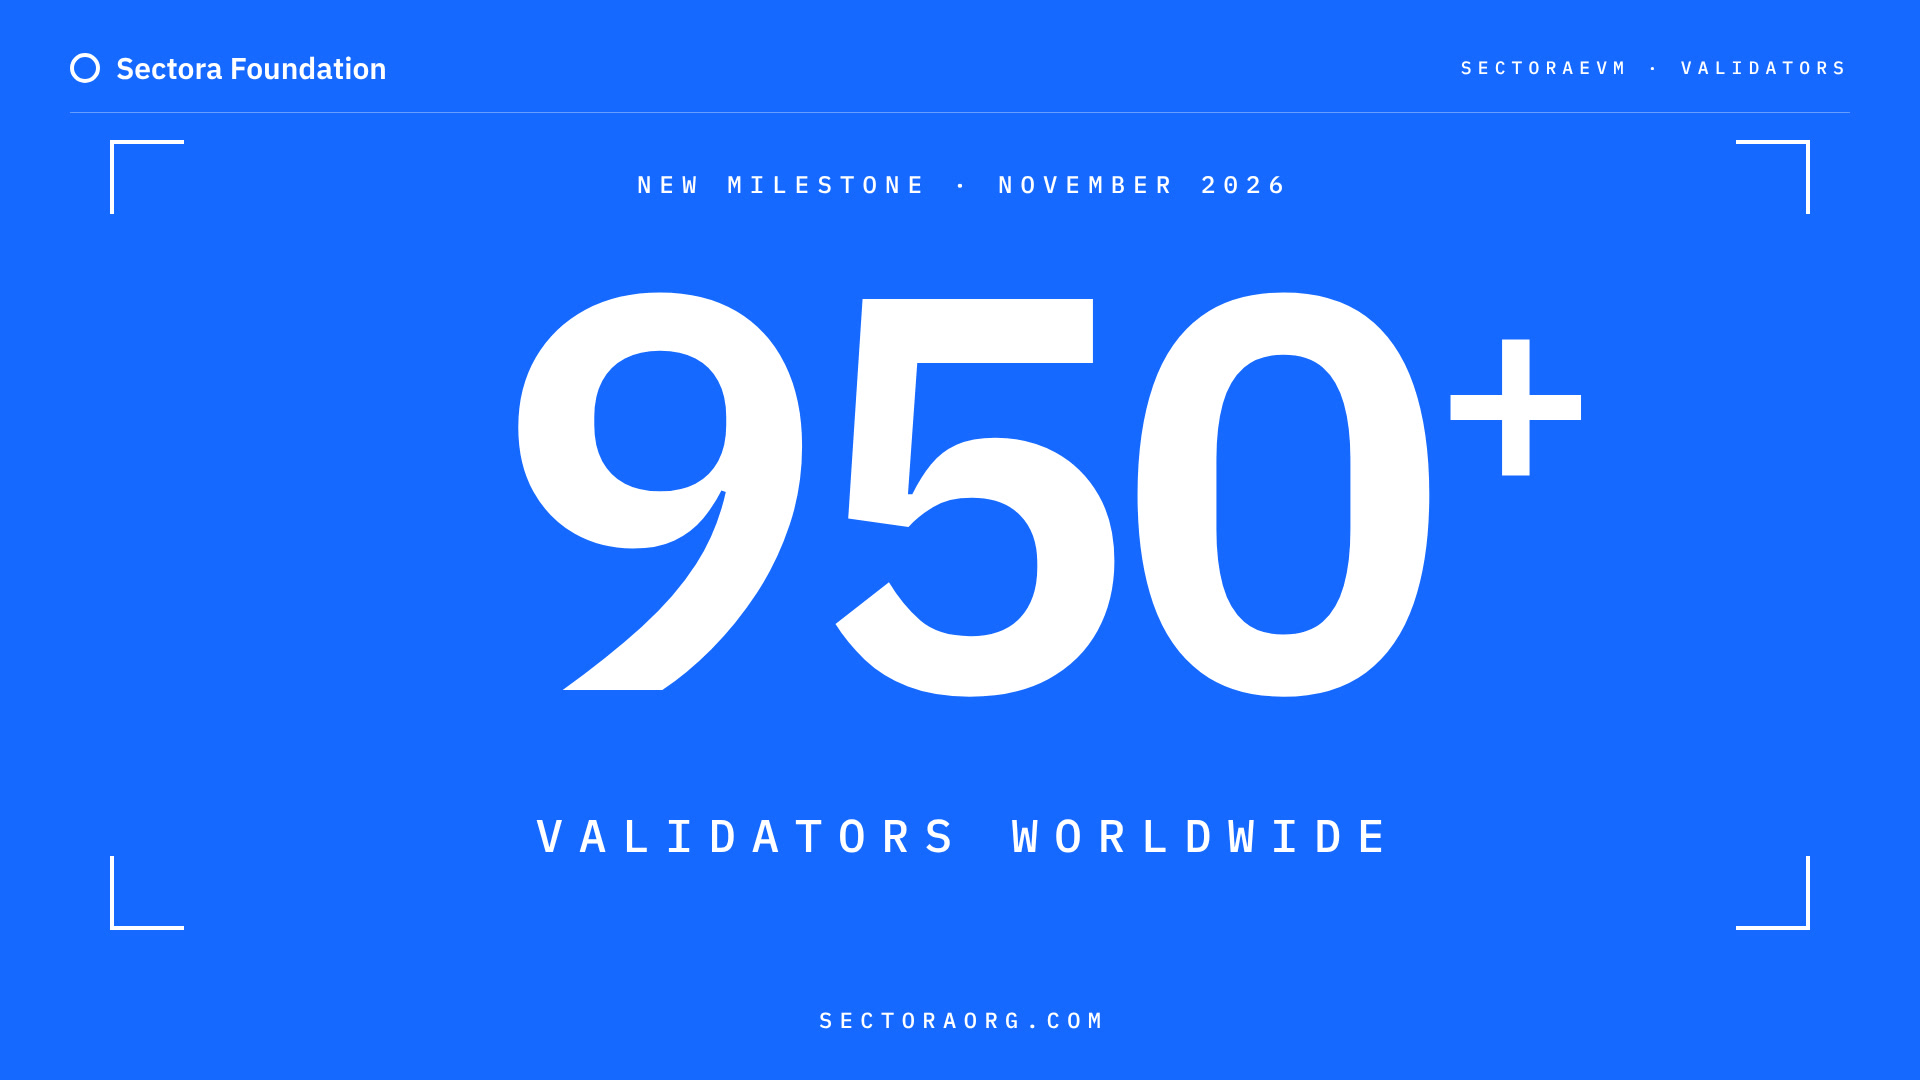 Sectora Foundation
SECTORAEVM · VALIDATORS
NEW MILESTONE · NOVEMBER 2026
950+
VALIDATORS WORLDWIDE
SECTORAORG.COM